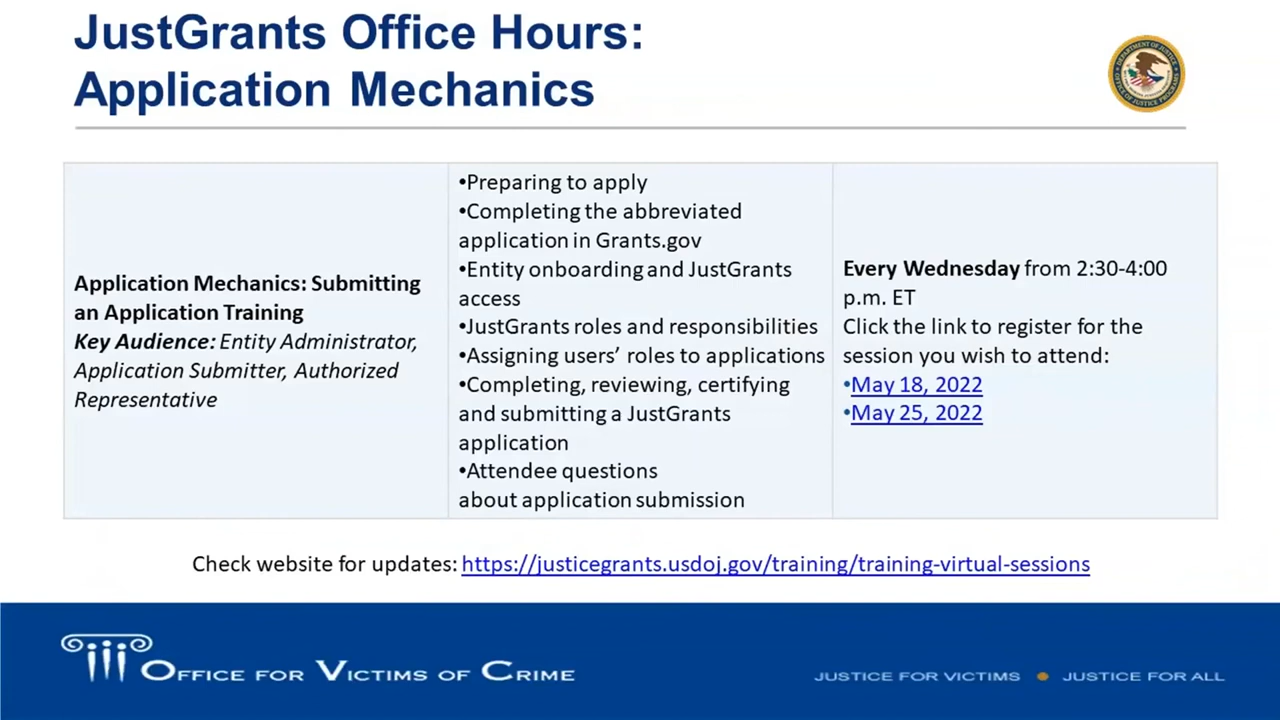 JustGrants Office Hours:
Application Mechanics
Application Mechanics: Submitting
an Application Training
Key Audience: Entity Administrator,
Application Submitter, Authorized
Representative
•Preparing to apply
•Completing the abbreviated
application in Grants.gov
•Entity onboarding and JustGrants
access
•JustGrants roles and responsibilities
•Assigning users’ roles to applications
•Completing, reviewing, certifying
and submitting a JustGrants
application
•Attendee questions
about application submission
Every Wednesday from 2:30-4:00
p.m. ET
Click the link to register for the
session you wish to attend:
•May 18, 2022
•May 25, 2022
Check website for updates: https://justicegrants.usdoj.gov/training/training-virtual-sessions
OFFICE FOR VICTIMS OF CRIME
JUSTICE FOR VICTIMS ● JUSTICE FOR ALL